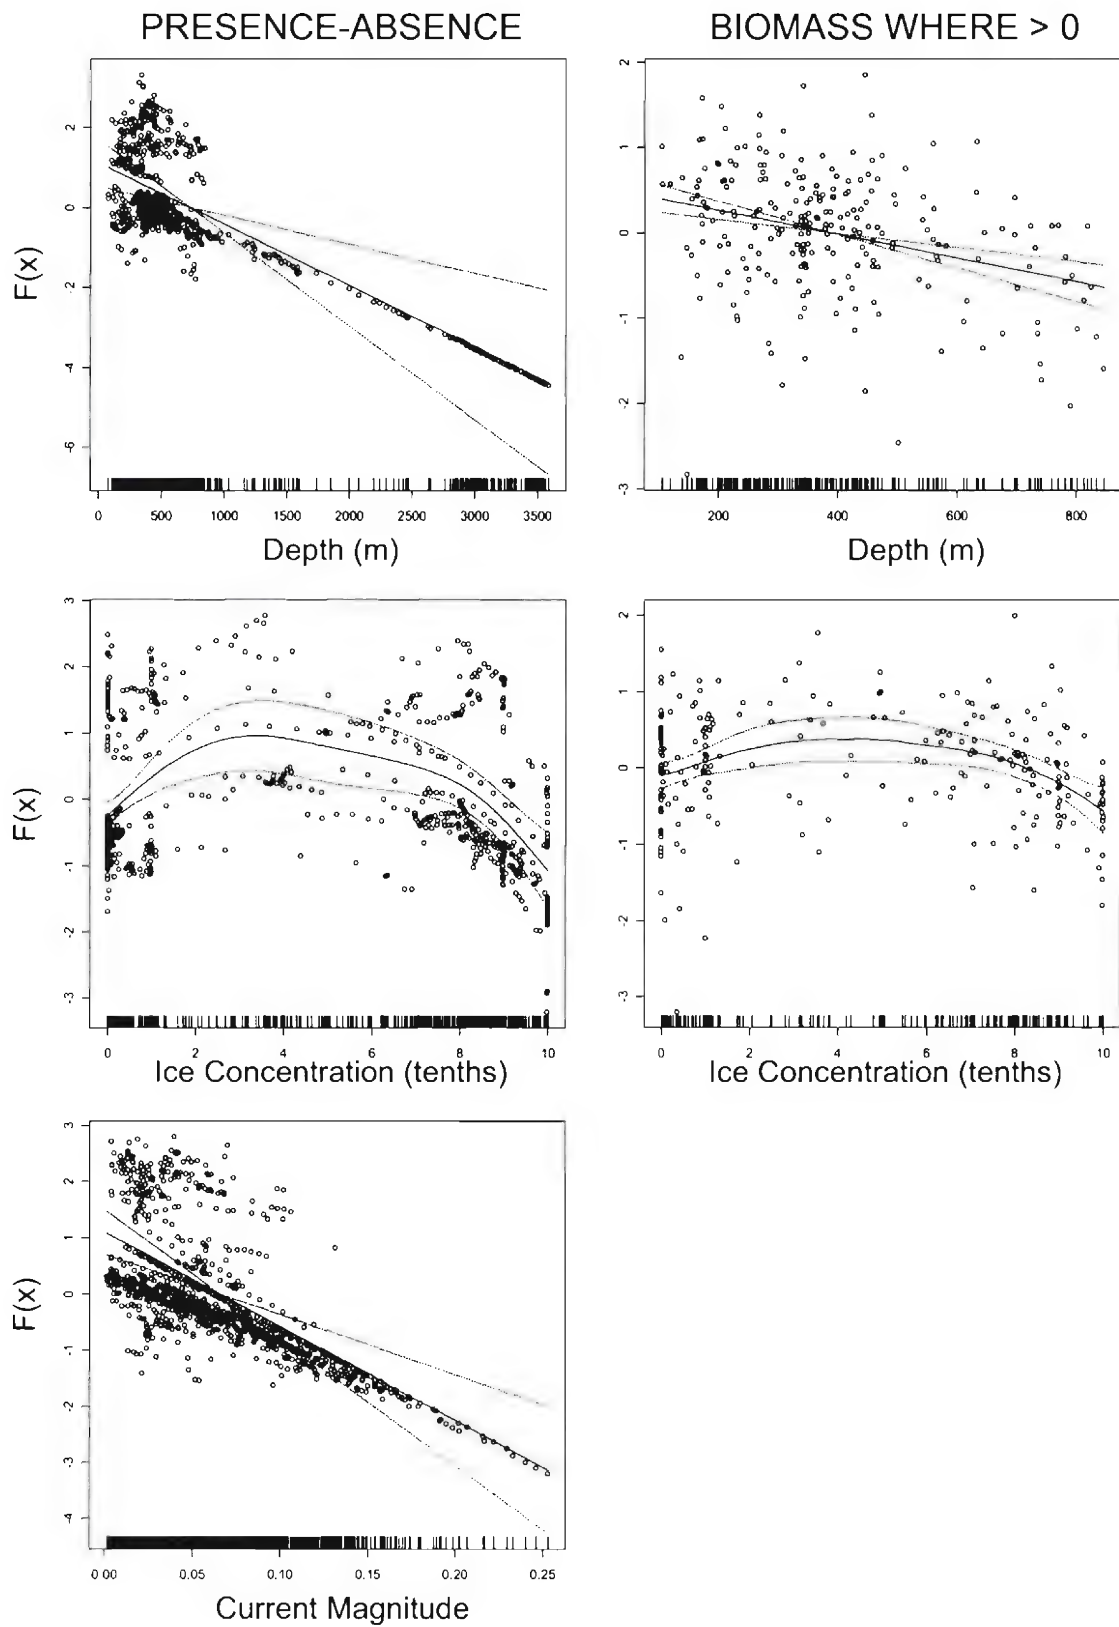 PRESENCE-ABSENCE
BIOMASS WHERE > 0
F(x)
2
0
2
-4
-6
0 500 1000 1500 2000 2500 3000 3500
Depth (m)
2
1
0
-1
-2
-3
200 400 600 800
Depth (m)
F(x)
3
2
1
0
-1
-2
-3
0 2 4 6 8 10
Ice Concentration (tenths)
2
1
0
-1
-2
-3
0 2 4 6 8 10
Ice Concentration (tenths)
F(x)
3
2
1
0
-1
-2
-3
-4
0 00 0.05 0.10 0.15 0.20 0.25
Current Magnitude